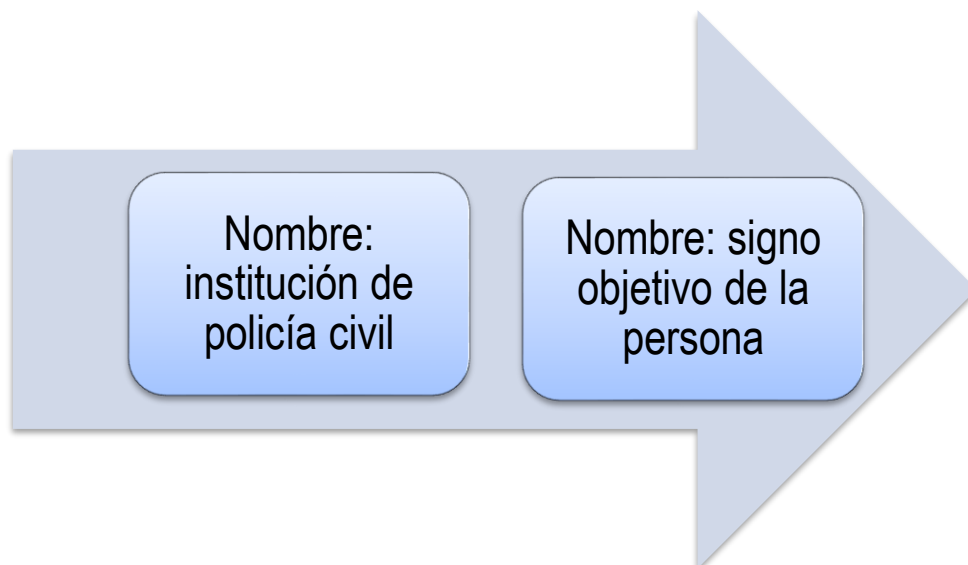 Nombre:
institución de
policía civil
Nombre: signo
objetivo de la
persona